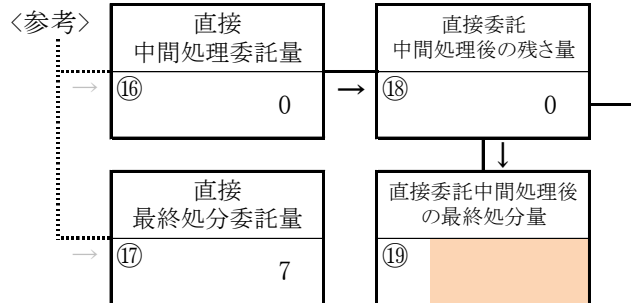 〈参考〉
直接
中間処理委託量
⑯
0
→
→
直接委託
中間処理後の残さ量
⑱
0
↓
直接
最終処分委託量
⑰
7
→
直接委託中間処理後
の最終処分量
⑲